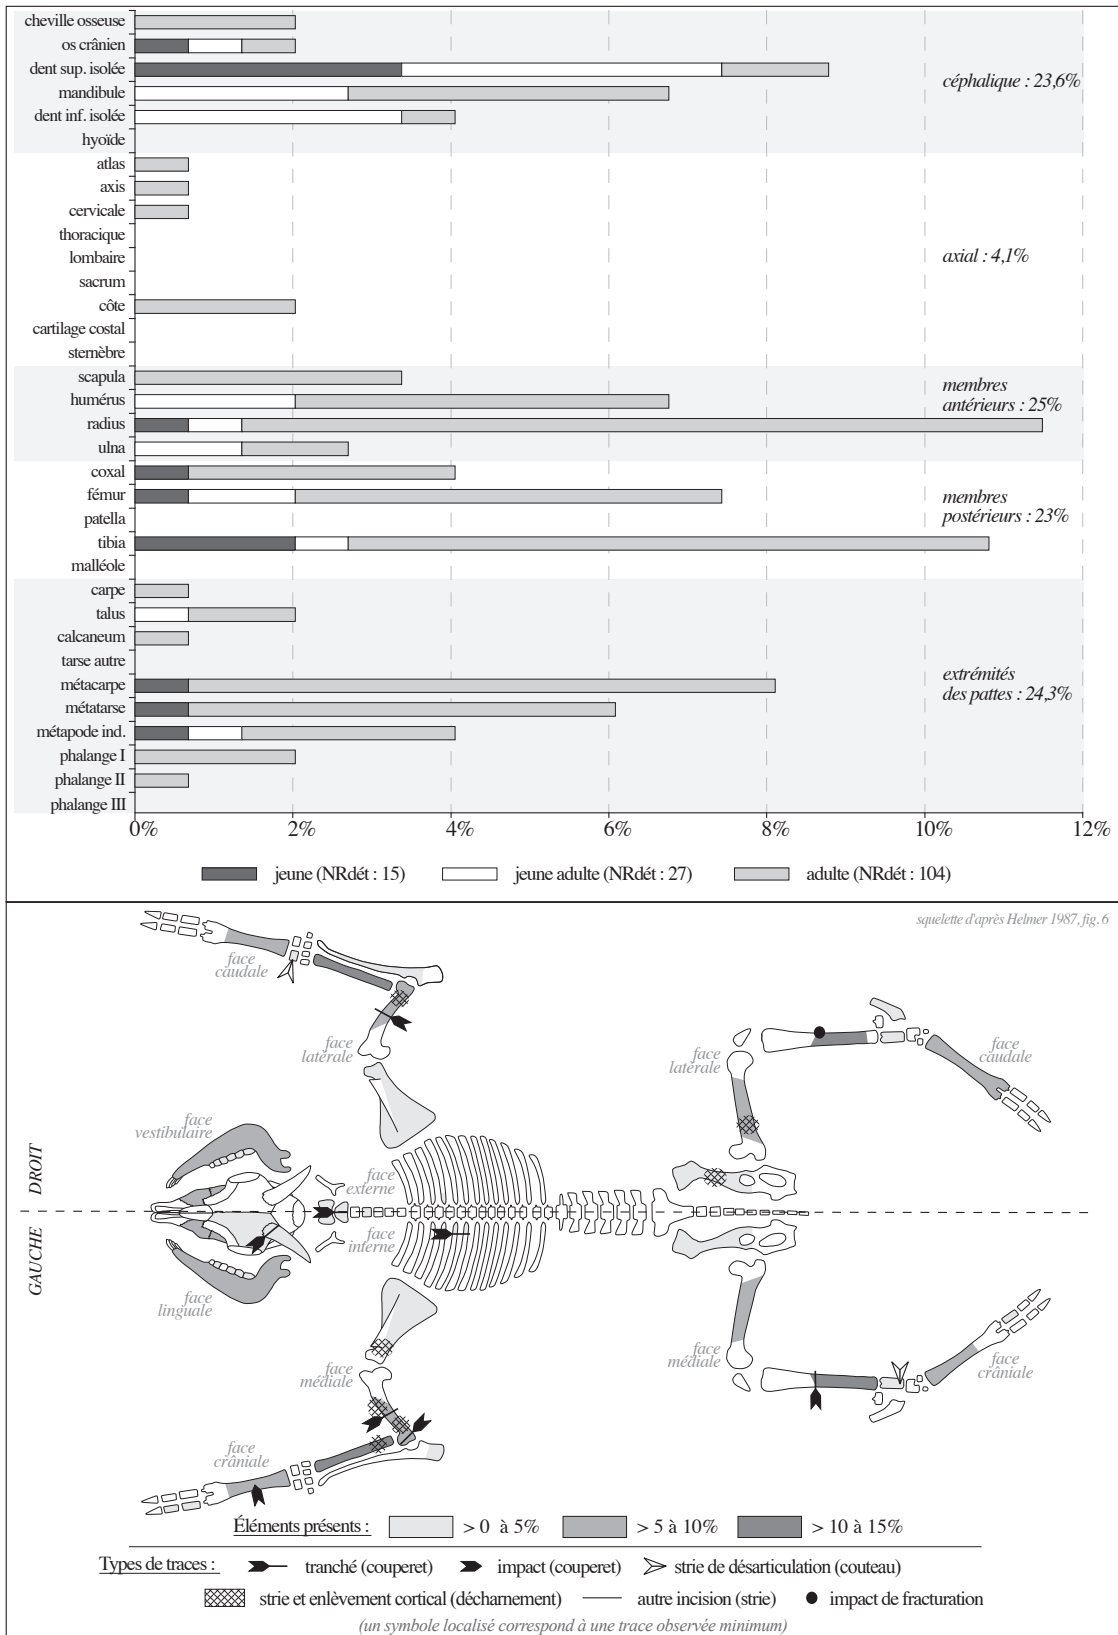 cheville osseuse
os crânien
dent sup. isolée
mandibule
dent inf. isolée
hyoïde
céphalique : 23,6%
atlas
axis
cervicale
thoracique
lombaire
sacrum
côte
cartilage costal
sternèbre
axial : 4,1%
scapula
humérus
radius
ulna
membres
antérieurs : 25%
coxal
fémur
patella
tibia
malléole
membres
postérieurs : 23%
carpe
talus
calcaneum
tarse autre
métacarpe
métatarse
métapode ind.
phalange I
phalange II
phalange III
extrémités
des pattes : 24,3%
0% 2% 4% 6% 8% 10% 12%
jeune (NRdét : 15) jeune adulte (NRdét : 27) adulte (NRdét : 104)
squelette d'après Helmer 1987, fig. 6
face
caudale
face
latérale
face
latérale
face
caudale
face
vestibulaire
DROIT
face
externe
GAUCHE
face
interne
face
linguale
face
médiale
face
médiale
face
crâniale
face
crâniale
Éléments présents : > 0 à 5% > 5 à 10% > 10 à 15%
Types de traces : tranché (couperet) impact (couperet) strie de désarticulation (couteau)
strie et enlèvement cortical (décharnement) autre incision (strie) impact de fracturation
(un symbole localisé correspond à une trace observée minimum)